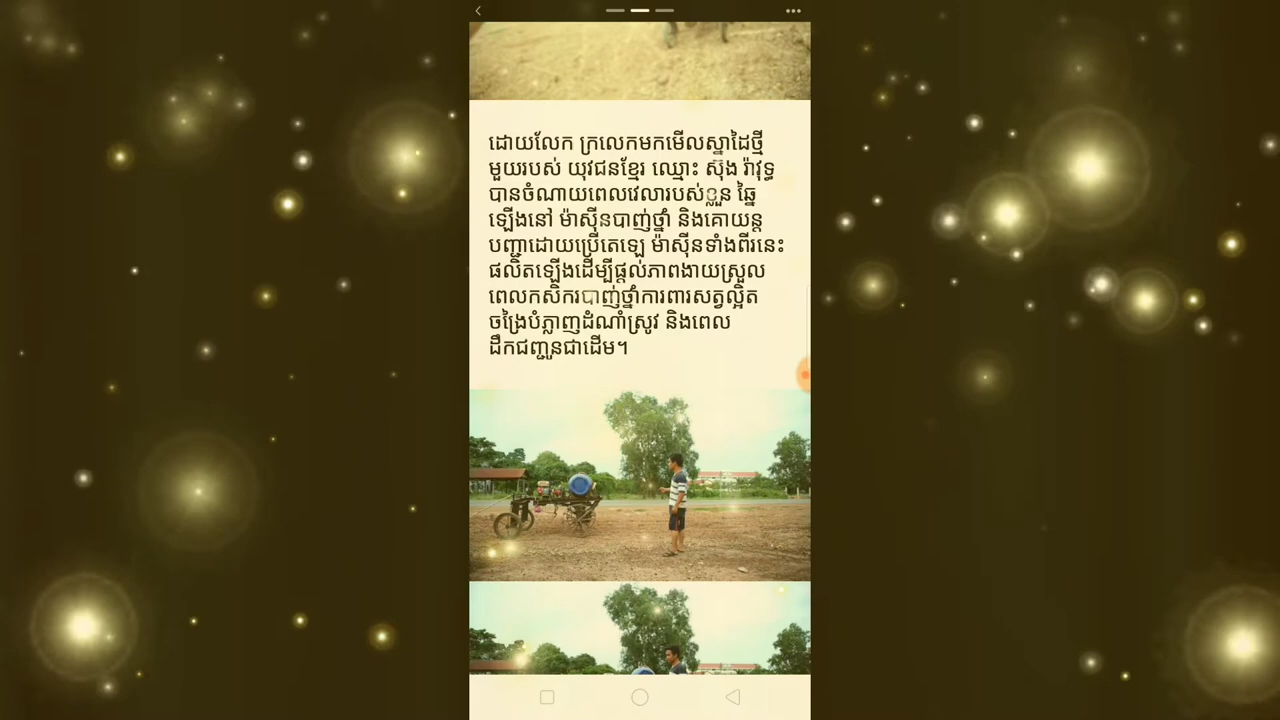 ដោយលែក ក្រលេកមកមើលស្នាដៃថ្មី
មួយរបស់ យុវជនខ្មែរ ឈ្មោះ ស៊ុង រ៉ាវុទ្ធ
បានចំណាយពេលវេលារបស់ខ្លួន ឆ្នៃ
ឡើងនៅ ម៉ាស៊ីនបាញ់ថ្នាំ និងគោយន្ត
បញ្ជាដោយប្រើតេឡេ ម៉ាស៊ីនទាំងពីរនេះ
ផលិតឡើងដើម្បីផ្តល់ភាពងាយស្រួល
ពេលកសិករបាញ់ថ្នាំការពារសត្វល្អិត
ចង្រៃបំភ្លាញដំណាំស្រូវ និងពេល
ដឹកជញ្ជូនជាដើម។